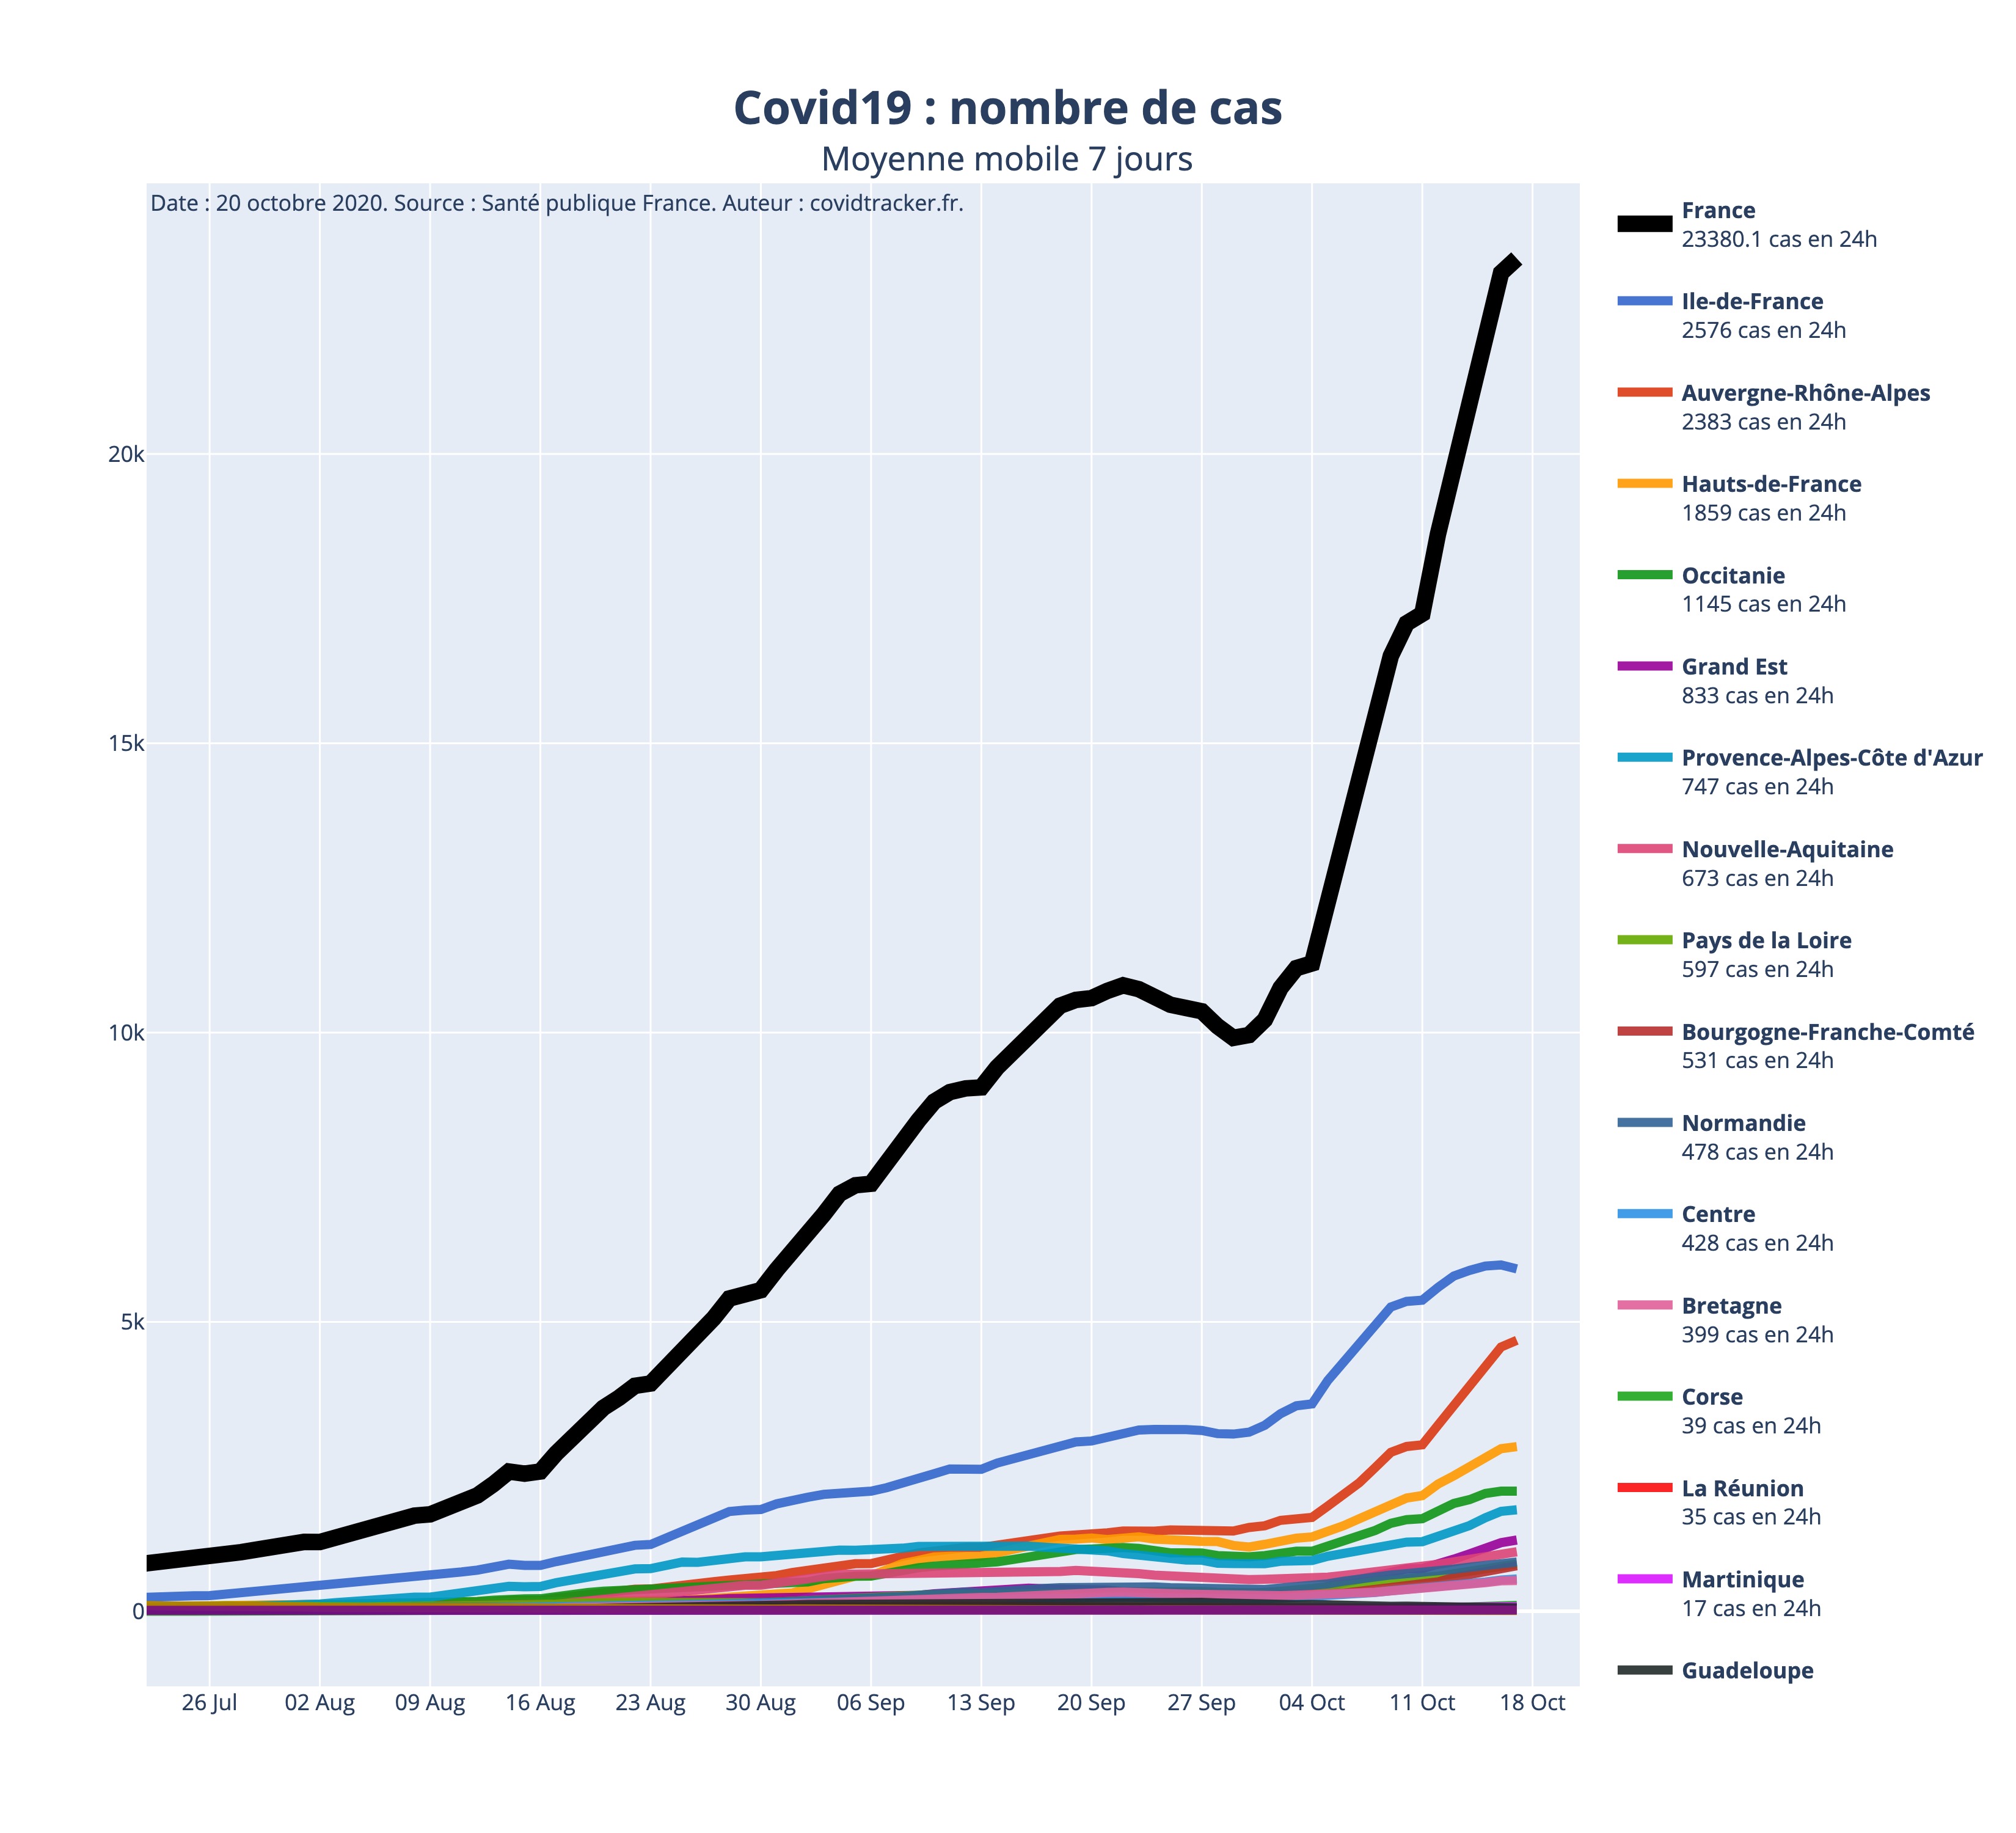 Covid19 : nombre de cas
Moyenne mobile 7 jours
Date : 20 octobre 2020. Source : Santé publique France. Auteur : covidtracker.fr.
20k
15k
10k
5k
0
26 Jul
02 Aug
09 Aug
16 Aug
23 Aug
30 Aug
06 Sep
13 Sep
20 Sep
27 Sep
04 Oct
11 Oct
18 Oct
France
23380.1 cas en 24h
Ile-de-France
2576 cas en 24h
Auvergne-Rhône-Alpes
2383 cas en 24h
Hauts-de-France
1859 cas en 24h
Occitanie
1145 cas en 24h
Grand Est
833 cas en 24h
Provence-Alpes-Côte d'Azur
747 cas en 24h
Nouvelle-Aquitaine
673 cas en 24h
Pays de la Loire
597 cas en 24h
Bourgogne-Franche-Comté
531 cas en 24h
Normandie
478 cas en 24h
Centre
428 cas en 24h
Bretagne
399 cas en 24h
Corse
39 cas en 24h
La Réunion
35 cas en 24h
Martinique
17 cas en 24h
Guadeloupe